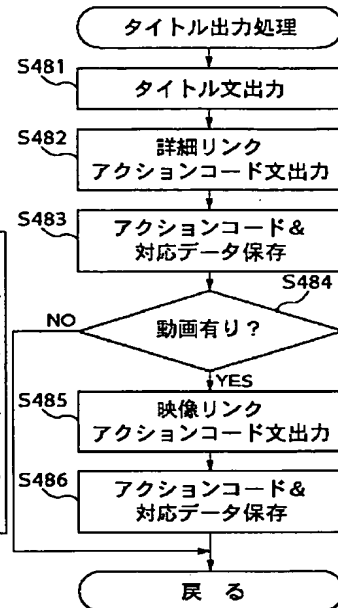 タイトル出力処理
S481
タイトル文出力
S482
詳細リンク
アクションコード文出力
S483
アクションコード&
対応データ保存
S484
動画有り?
NO
YES
S485
映像リンク
アクションコード文出力
S486
アクションコード&
対応データ保存
戻る